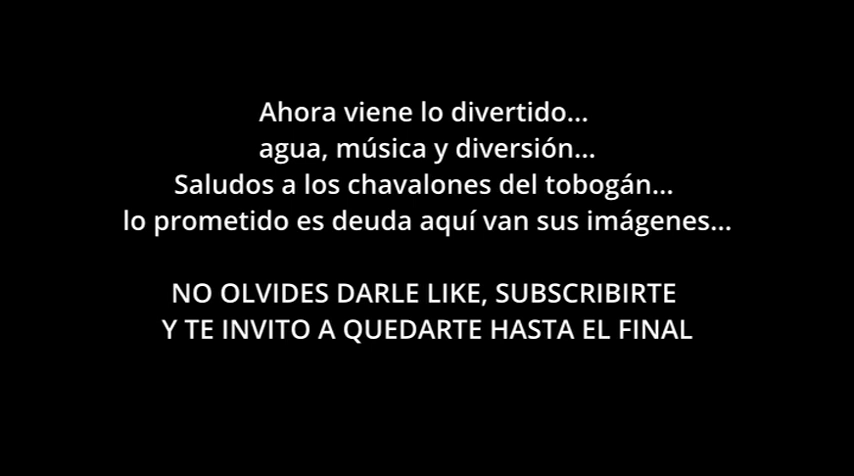 Ahora viene lo divertido...
agua, música y diversión...
Saludos a los chavalones del tobogán...
lo prometido es deuda aquí van sus imágenes...
NO OLVIDES DARLE LIKE, SUBSCRIBIRTE
Y TE INVITO A QUEDARTE HASTA EL FINAL